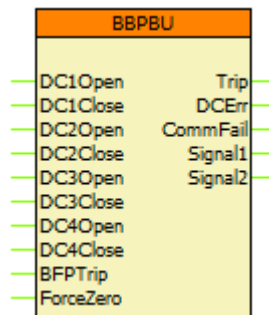 BBPBU
DC1Open Trip
DC1Close DCErr
DC2Open CommFail
DC2Close Signal1
DC3Open Signal2
DC3Close
DC4Open
DC4Close
BFPTrip
ForceZero